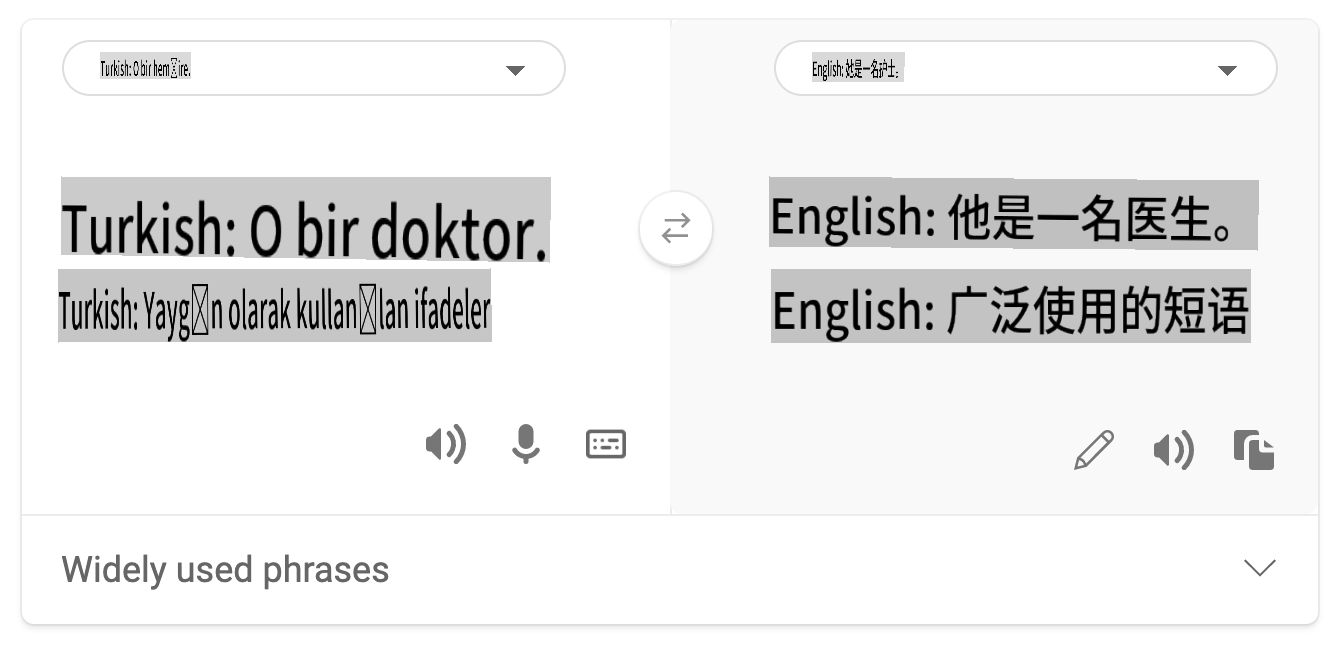 Turkish: O bir hem□ire.
English: 她是一名护士。
Turkish: O bir doktor.
English: 他是一名医生。
Turkish: Yayg□n olarak kullan□lan ifadeler
English: 广泛使用的短语
Widely used phrases